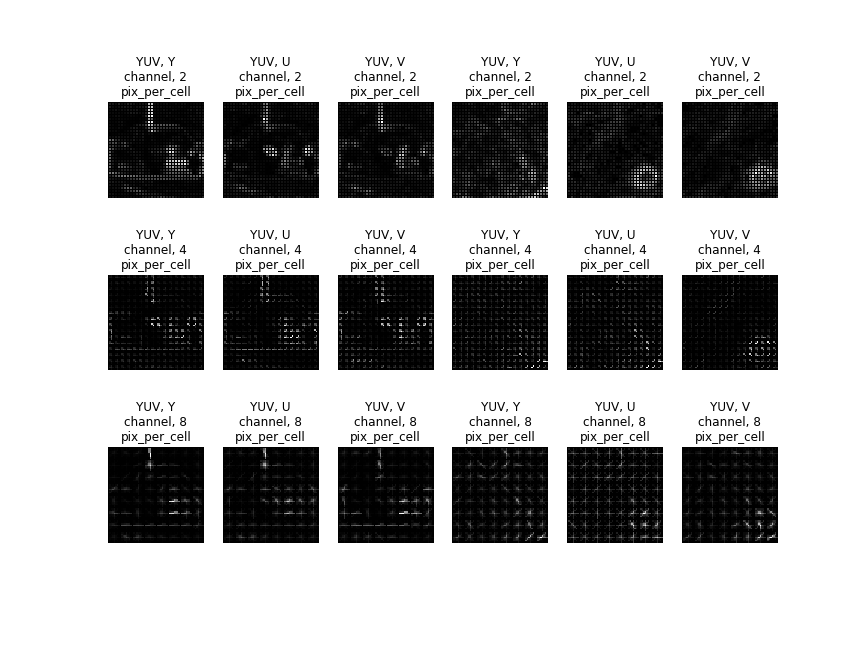 YUV, Y
channel, 2
pix_per_cell
YUV, U
channel, 2
pix_per_cell
YUV, V
channel, 2
pix_per_cell
YUV, Y
channel, 2
pix_per_cell
YUV, U
channel, 2
pix_per_cell
YUV, V
channel, 2
pix_per_cell
YUV, Y
channel, 4
pix_per_cell
YUV, U
channel, 4
pix_per_cell
YUV, V
channel, 4
pix_per_cell
YUV, Y
channel, 4
pix_per_cell
YUV, U
channel, 4
pix_per_cell
YUV, V
channel, 4
pix_per_cell
YUV, Y
channel, 8
pix_per_cell
YUV, U
channel, 8
pix_per_cell
YUV, V
channel, 8
pix_per_cell
YUV, Y
channel, 8
pix_per_cell
YUV, U
channel, 8
pix_per_cell
YUV, V
channel, 8
pix_per_cell